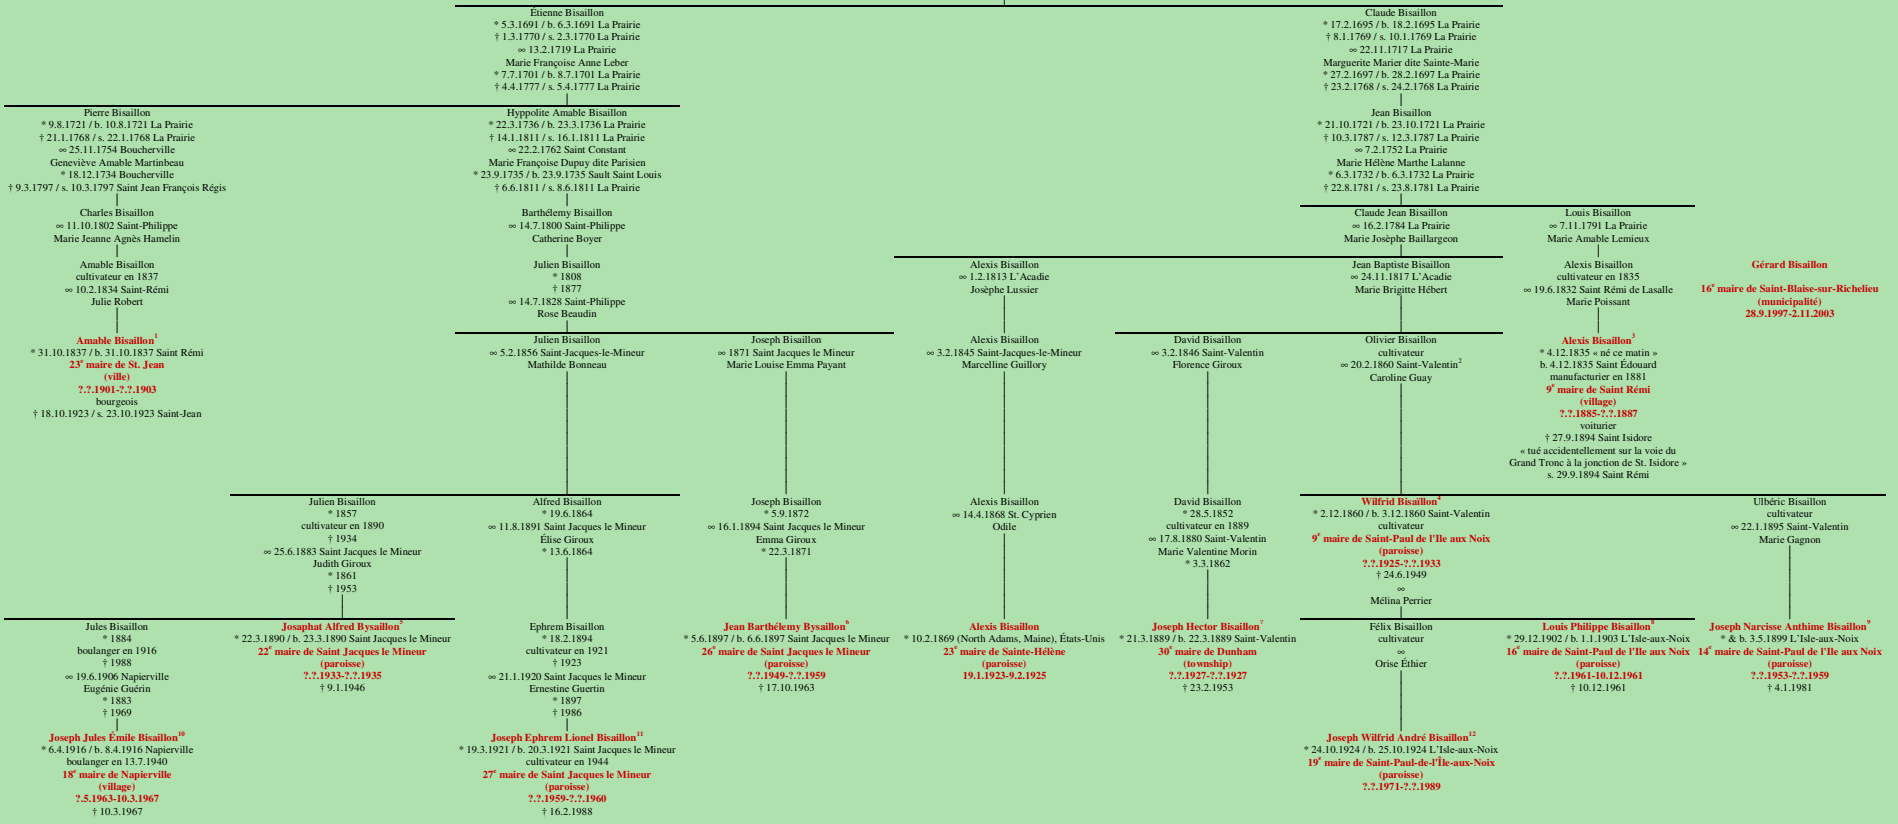 Étienne Bisaillon
* 5.3.1691 / b. 6.3.1691 La Prairie
† 1.3.1770 / s. 2.3.1770 La Prairie
∞ 13.2.1719 La Prairie
Marie Françoise Anne Leber
* 7.7.1701 / b. 8.7.1701 La Prairie
† 4.4.1777 / s. 5.4.1777 La Prairie
Claude Bisaillon
* 17.2.1695 / b. 18.2.1695 La Prairie
† 8.1.1769 / s. 10.1.1769 La Prairie
∞ 22.11.1717 La Prairie
Marguerite Marier dite Sainte-Marie
* 27.2.1697 / b. 28.2.1697 La Prairie
† 23.2.1768 / s. 24.2.1768 La Prairie
Pierre Bisaillon
* 9.8.1721 / b. 10.8.1721 La Prairie
† 21.1.1768 / s. 22.1.1768 La Prairie
∞ 25.11.1754 Boucherville
Geneviève Amable Martinbeau
* 18.12.1734 Boucherville
† 9.3.1797 / s. 10.3.1797 Saint Jean François Régis
Hyppolite Amable Bisaillon
* 22.3.1736 / b. 23.3.1736 La Prairie
† 14.1.1811 / s. 16.1.1811 La Prairie
∞ 22.2.1762 Saint Constant
Marie Françoise Dupuy dite Parisien
* 23.9.1735 / b. 23.9.1735 Sault Saint Louis
† 6.6.1811 / s. 8.6.1811 La Prairie
Jean Bisaillon
* 21.10.1721 / b. 23.10.1721 La Prairie
† 10.3.1787 / s. 12.3.1787 La Prairie
∞ 7.2.1752 La Prairie
Marie Hélène Marthe Lalanne
* 6.3.1732 / b. 6.3.1732 La Prairie
† 22.8.1781 / s. 23.8.1781 La Prairie
Charles Bisaillon
∞ 11.10.1802 Saint-Philippe
Marie Jeanne Agnès Hamelin
Barthélemy Bisaillon
∞ 14.7.1800 Saint-Philippe
Catherine Boyer
Claude Jean Bisaillon
∞ 16.2.1784 La Prairie
Marie Josèphe Baillargeon
Louis Bisaillon
∞ 7.11.1791 La Prairie
Marie Amable Lemieux
Amable Bisaillon
cultivateur en 1837
∞ 10.2.1834 Saint-Rémi
Julie Robert
Julien Bisaillon
* 1808
† 1877
∞ 14.7.1828 Saint-Philippe
Rose Beaudin
Alexis Bisaillon
∞ 1.2.1813 L'Acadie
Josèphe Lussier
Jean Baptiste Bisaillon
∞ 24.11.1817 L'Acadie
Marie Brigitte Hébert
Alexis Bisaillon
cultivateur en 1835
∞ 19.6.1832 Saint Rémi de Lasalle
Marie Poissant
Gérard Bisaillon
16e maire de Saint-Blaise-sur-Richelieu
(municipalité)
28.9.1997-2.11.2003
Amable Bisaillon1
* 31.10.1837 / b. 31.10.1837 Saint Rémi
23e maire de St. Jean
(ville)
?.?.1901-?.?.1903
bourgeois
† 18.10.1923 / s. 23.10.1923 Saint-Jean
Julien Bisaillon
∞ 5.2.1856 Saint-Jacques-le-Mineur
Mathilde Bonneau
Joseph Bisaillon
∞ 1871 Saint Jacques le Mineur
Marie Louise Emma Payant
Alexis Bisaillon
∞ 3.2.1845 Saint-Jacques-le-Mineur
Marcelline Guillory
David Bisaillon
∞ 3.2.1846 Saint-Valentin
Florence Giroux
Olivier Bisaillon
cultivateur
∞ 20.2.1860 Saint-Valentin2
Caroline Guay
Alexis Bisaillon3
* 4.12.1835 « né ce matin »
b. 4.12.1835 Saint Édouard
manufacturier en 1881
9e maire de Saint Rémi
(village)
?.?.1885-?.?.1887
voiturier
† 27.9.1894 Saint Isidore
« tué accidentellement sur la voie du
Grand Tronc à la jonction de St. Isidore »
s. 29.9.1894 Saint Rémi
Julien Bisaillon
* 1857
cultivateur en 1890
† 1934
∞ 25.6.1883 Saint Jacques le Mineur
Judith Giroux
* 1861
† 1953
Alfred Bisaillon
* 19.6.1864
∞ 11.8.1891 Saint Jacques le Mineur
Élise Giroux
* 13.6.1864
Joseph Bisaillon
* 5.9.1872
∞ 16.1.1894 Saint Jacques le Mineur
Emma Giroux
* 22.3.1871
Alexis Bisaillon
∞ 14.4.1868 St. Cyprien
Odile
David Bisaillon
* 28.5.1852
cultivateur en 1889
∞ 17.8.1880 Saint-Valentin
Marie Valentine Morin
* 3.3.1862
Wilfrid Bisaïllon4
* 2.12.1860 / b. 3.12.1860 Saint-Valentin
cultivateur
9e maire de Saint-Paul de l'Ile aux Noix
(paroisse)
?.?.1925-?.?.1933
† 24.6.1949
∞
Mélina Perrier
Ulbéric Bisaillon
cultivateur
∞ 22.1.1895 Saint-Valentin
Marie Gagnon
Jules Bisaillon
* 1884
boulanger en 1916
† 1988
∞ 19.6.1906 Napierville
Eugénie Guérin
* 1883
† 1969
Josaphat Alfred Bysaillon5
* 22.3.1890 / b. 23.3.1890 Saint Jacques le Mineur
22e maire de Saint Jacques le Mineur
(paroisse)
?.?.1933-?.?.1935
† 9.1.1946
Ephrem Bisaillon
* 18.2.1894
cultivateur en 1921
† 1923
∞ 21.1.1920 Saint Jacques le Mineur
Ernestine Guertin
* 1897
† 1986
Jean Barthélemy Bysaillon6
* 5.6.1897 / b. 6.6.1897 Saint Jacques le Mineur
26e maire de Saint Jacques le Mineur
(paroisse)
?.?.1949-?.?.1959
† 17.10.1963
Alexis Bisaillon
* 10.2.1869 (North Adams, Maine), États-Unis
23e maire de Sainte-Hélène
(paroisse)
19.1.1923-9.2.1925
Joseph Hector Bisaillon7
* 21.3.1889 / b. 22.3.1889 Saint-Valentin
30e maire de Dunham
(township)
?.?.1927-?.?.1927
† 23.2.1953
Félix Bisaillon
cultivateur
∞
Orise Éthier
Louis Philippe Bisaillon8
* 29.12.1902 / b. 1.1.1903 L'Isle-aux-Noix
16e maire de Saint-Paul de l'Ile aux Noix
(paroisse)
?.?.1961-10.12.1961
† 10.12.1961
Joseph Narcisse Anthime Bisaillon9
* & b. 3.5.1899 L'Isle-aux-Noix
14e maire de Saint-Paul de l'Ile aux Noix
(paroisse)
?.?.1953-?.?.1959
† 4.1.1981
Joseph Jules Émile Bisaillon10
* 6.4.1916 / b. 8.4.1916 Napierville
boulanger en 13.7.1940
18e maire de Napierville
(village)
?.5.1963-10.3.1967
† 10.3.1967
Joseph Ephrem Lionel Bisaillon11
* 19.3.1921 / b. 20.3.1921 Saint Jacques le Mineur
cultivateur en 1944
27e maire de Saint Jacques le Mineur
(paroisse)
?.?.1959-?.?.1960
† 16.2.1988
Joseph Wilfrid André Bisaillon12
* 24.10.1924 / b. 25.10.1924 L'Isle-aux-Noix
19e maire de Saint-Paul-de-l'Île-aux-Noix
(paroisse)
?.?.1971-?.?.1989